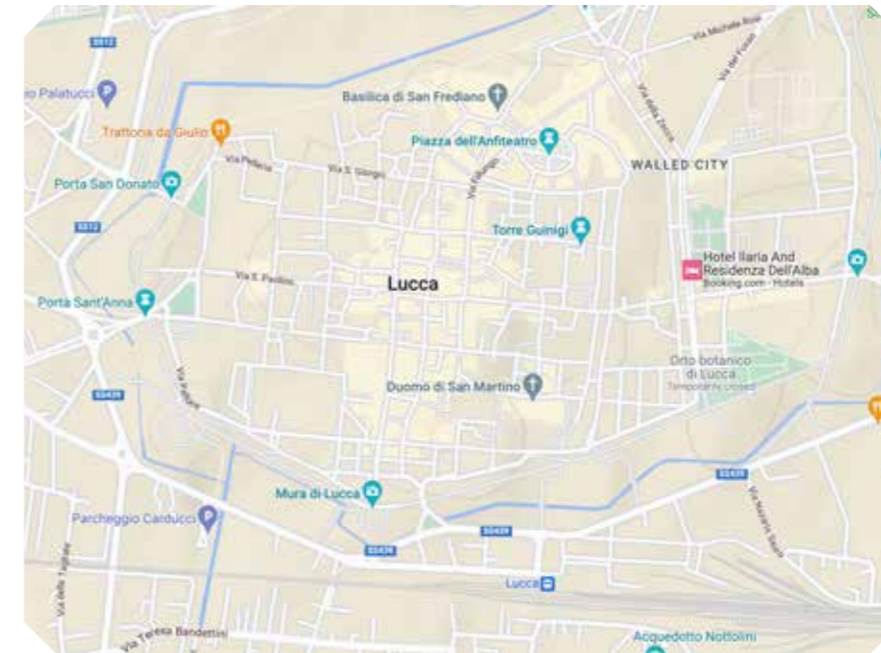 SS12
Via Michele Rosi
Via del Fosso
Palatucci
P
Basilica di San Frediano
Via della Zecca
Trattoria da Giulio
Piazza dell'Anfiteatro
Via Pelleria
Via S. Giorgio
Via Fillungo
WALLED CITY
Porta San Donato
SS12
Torre Guinigi
Hotel Ilaria And
Residenza Dell'Alba
Booking.com · Hotels
Via S. Paolino
Lucca
Porta Sant'Anna
Orto botanico
di Lucca
Temporarily closed
Duomo di San Martino
SS439
SS439
Mura di Lucca
Parcheggio Carducci
P
SS439
SS439
Via Nazario Sauro
Via delle Tagliate
Lucca
Via Teresa Bandettini
Acquedotto Nottolini